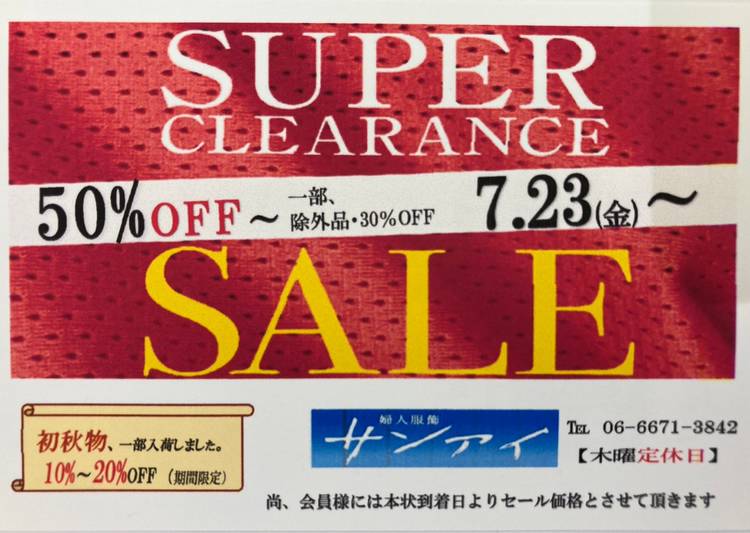 SUPER
CLEARANCE
50%OFF～ 一部、
除外品・30%OFF
7.23(金)～
SALE
初秋物、一部入荷しました。
10%～20%OFF（期間限定）
婦人服飾
サンアイ
℡ 06-6671-3842
【木曜定休日】
尚、会員様には本状到着日よりセール価格とさせて頂きます